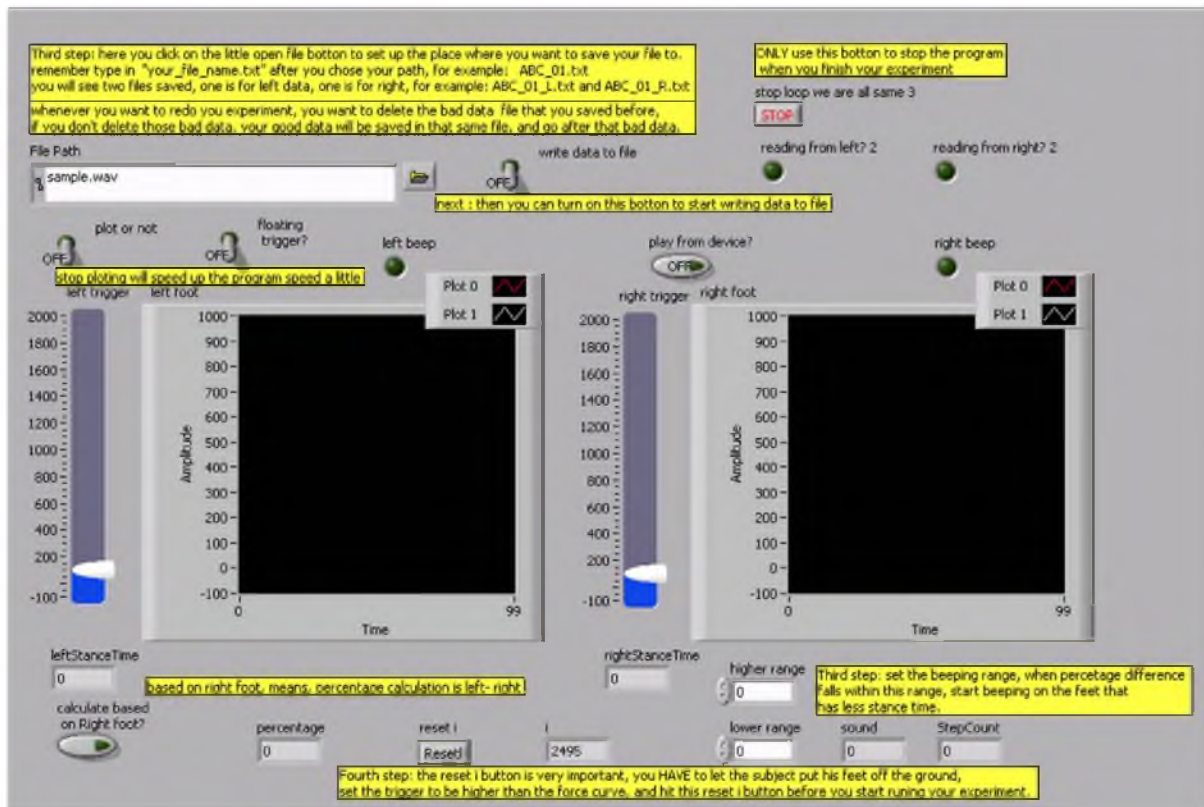 Third step: here you click on the little open file botton to set up the place where you want to save your file to.
remember type in "your_file_name.txt" after you chose your path, for example: ABC_01.txt
you will see two files saved, one is for left data, one is for right, for example: ABC_01_L.txt and ABC_01_R.txt
whenever you want to redo you experiment, you want to delete the bad data file that you saved before,
if you don't delete those bad data, your good data will be saved in that same file, and go after that bad data.
ONLY use this botton to stop the program
when you finish your experiment
stop loop we are all same 3
STOP
File Path
sample.wav
write data to file
OFF
reading from left? 2
reading from right? 2
next : then you can turn on this botton to start writing data to file
plot or not
OFF
floating
trigger?
OFF
left beep
play from device?
OFF
right beep
stop ploting will speed up the program speed a little
left trigger
left foot
Plot 0
Plot 1
2000
1800
1600
1400
1200
1000
800
600
400
200
-100
1000
900
800
700
600
500
400
300
200
100
0
-100
Amplitude
0
99
Time
right trigger
right foot
Plot 0
Plot 1
2000
1800
1600
1400
1200
1000
800
600
400
200
-100
1000
900
800
700
600
500
400
300
200
100
0
-100
Amplitude
0
99
Time
leftStanceTime
0
based on right foot, means, percentage calculation is left- right
rightStanceTime
0
higher range
0
Third step: set the beeping range, when percetage difference
falls within this range, start beeping on the feet that
has less stance time.
calculate based
on Right foot?
percentage
0
reset i
Reset!
i
2495
lower range
0
sound
0
StepCount
0
Fourth step: the reset i button is very important, you HAVE to let the subject put his feet off the ground,
set the trigger to be higher than the force curve, and hit this reset i button before you start runing your experiment.